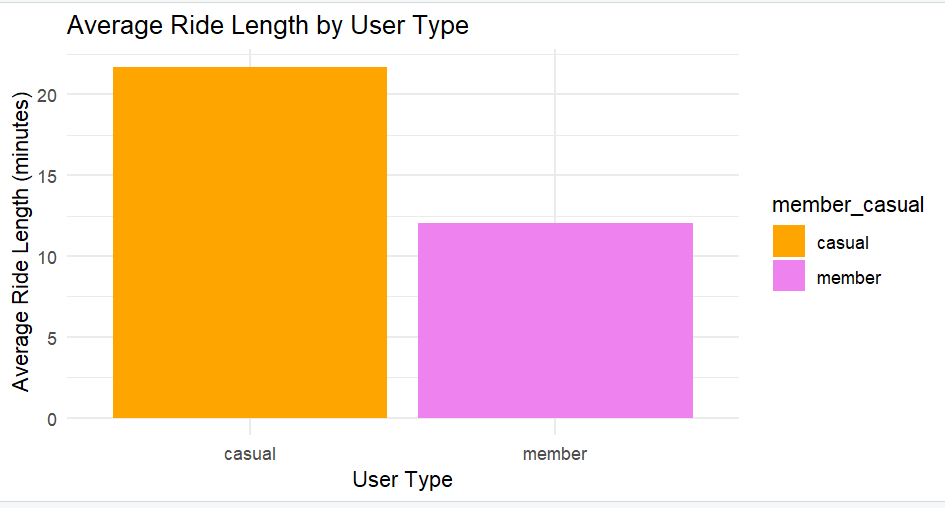 Average Ride Length by User Type
Average Ride Length (minutes)
20
15
10
5
0
casual
member
User Type
member_casual
casual
member